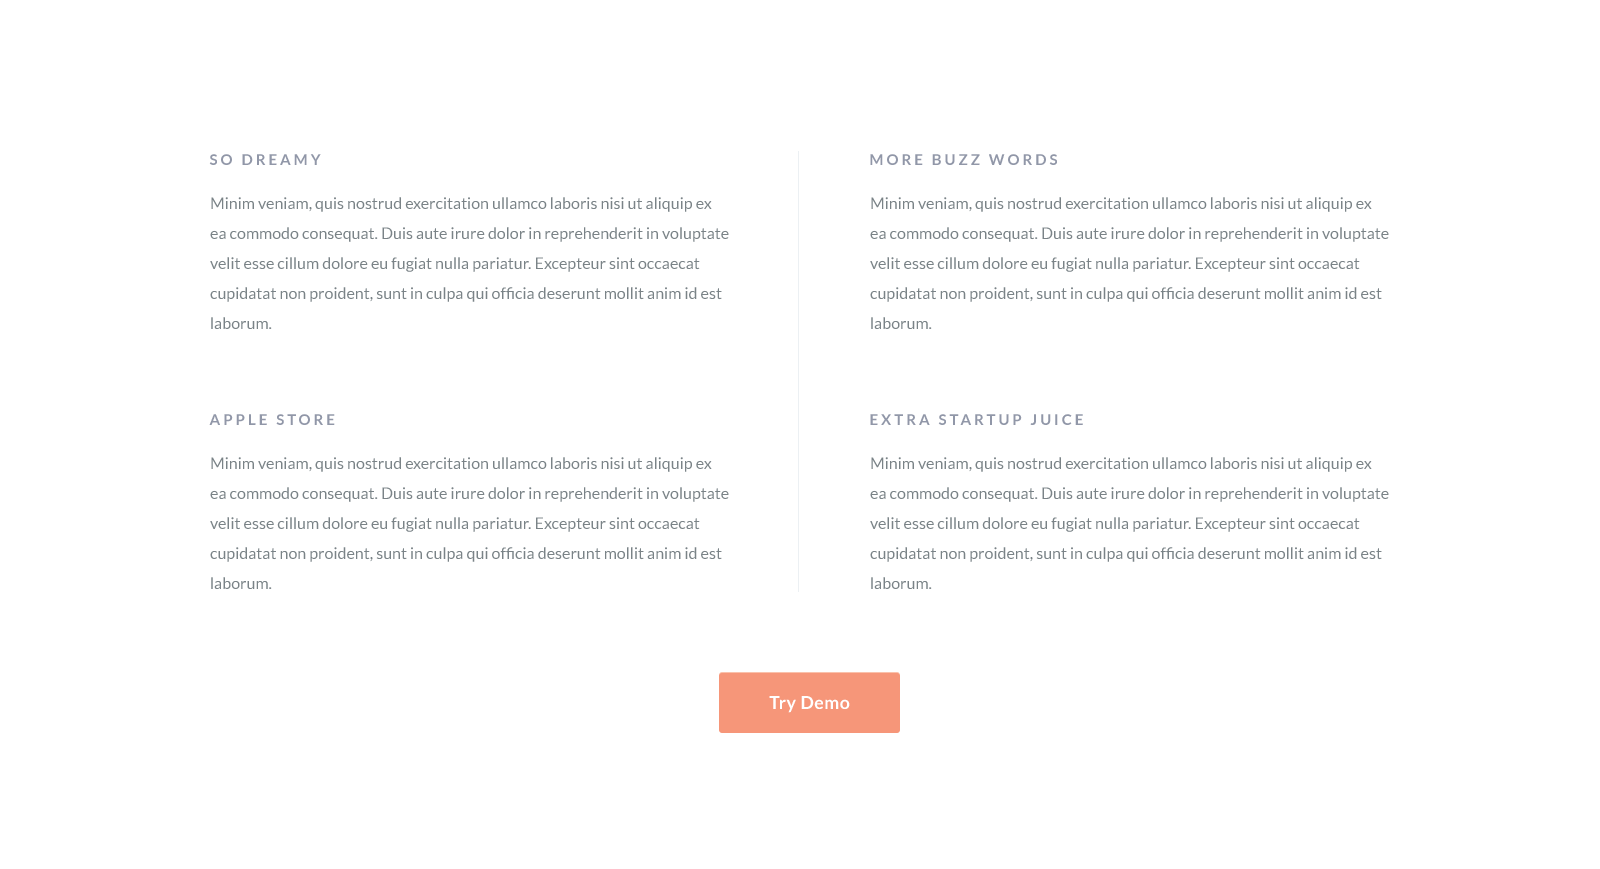 SO DREAMY
Minim veniam, quis nostrud exercitation ullamco laboris nisi ut aliquip ex
ea commodo consequat. Duis aute irure dolor in reprehenderit in voluptate
velit esse cillum dolore eu fugiat nulla pariatur. Excepteur sint occaecat
cupidatat non proident, sunt in culpa qui officia deserunt mollit anim id est
laborum.
MORE BUZZ WORDS
Minim veniam, quis nostrud exercitation ullamco laboris nisi ut aliquip ex
ea commodo consequat. Duis aute irure dolor in reprehenderit in voluptate
velit esse cillum dolore eu fugiat nulla pariatur. Excepteur sint occaecat
cupidatat non proident, sunt in culpa qui officia deserunt mollit anim id est
laborum.
APPLE STORE
Minim veniam, quis nostrud exercitation ullamco laboris nisi ut aliquip ex
ea commodo consequat. Duis aute irure dolor in reprehenderit in voluptate
velit esse cillum dolore eu fugiat nulla pariatur. Excepteur sint occaecat
cupidatat non proident, sunt in culpa qui officia deserunt mollit anim id est
laborum.
EXTRA STARTUP JUICE
Minim veniam, quis nostrud exercitation ullamco laboris nisi ut aliquip ex
ea commodo consequat. Duis aute irure dolor in reprehenderit in voluptate
velit esse cillum dolore eu fugiat nulla pariatur. Excepteur sint occaecat
cupidatat non proident, sunt in culpa qui officia deserunt mollit anim id est
laborum.
Try Demo